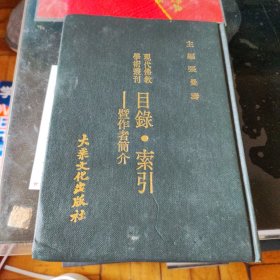 主編張曼濤
現代佛教
學術叢刊
目錄·索引
—暨作者簡介
大乘文化出版社